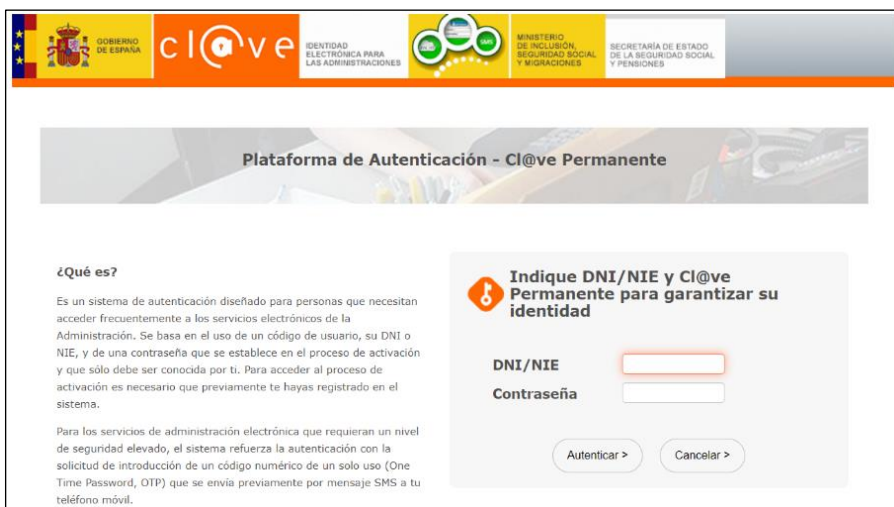 GOBIERNO
DE ESPAÑA
cl@ve
IDENTIDAD
ELECTRÓNICA PARA
LAS ADMINISTRACIONES
SMS
MINISTERIO
DE INCLUSIÓN,
SEGURIDAD SOCIAL
Y MIGRACIONES
SECRETARÍA DE ESTADO
DE LA SEGURIDAD SOCIAL
Y PENSIONES
Plataforma de Autenticación - Cl@ve Permanente
¿Qué es?
Es un sistema de autenticación diseñado para personas que necesitan
acceder frecuentemente a los servicios electrónicos de la
Administración. Se basa en el uso de un código de usuario, su DNI o
NIE, y de una contraseña que se establece en el proceso de activación
y que sólo debe ser conocida por ti. Para acceder al proceso de
activación es necesario que previamente te hayas registrado en el
sistema.
Para los servicios de administración electrónica que requieran un nivel
de seguridad elevado, el sistema refuerza la autenticación con la
solicitud de introducción de un código numérico de un solo uso (One
Time Password, OTP) que se envía previamente por mensaje SMS a tu
teléfono móvil.
Indique DNI/NIE y Cl@ve
Permanente para garantizar su
identidad
DNI/NIE
Contraseña
Autenticar >
Cancelar >